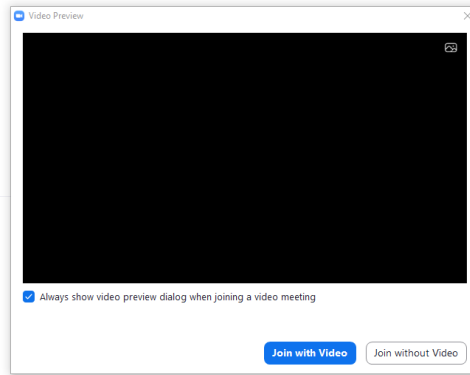 Video Preview
Always show video preview dialog when joining a video meeting
Join with Video
Join without Video